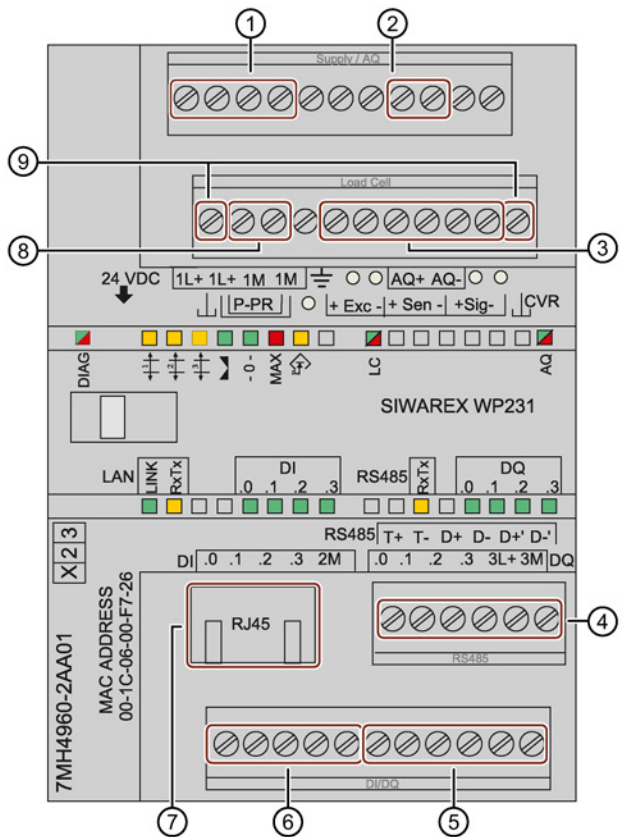 1 2
Supply / AQ
9
Load Cell
8 3
24 VDC 1L+ 1L+ 1M 1M AQ+ AQ-
P-PR + Exc - + Sen - +Sig- CVR
DIAG 1 2 3 -0- MAX T LC AQ
SIWAREX WP231
LAN LINK RxTx DI RS485 RxTx DQ
.0 .1 .2 .3 .0 .1 .2 .3
RS485 T+ T- D+ D- D+' D-'
DI .0 .1 .2 .3 2M .0 .1 .2 .3 3L+ 3M DQ
X 2 3
MAC ADDRESS
00-1C-06-00-F7-26
7MH4960-2AA01
RJ45
4
RS485
DI/DQ
7 6 5